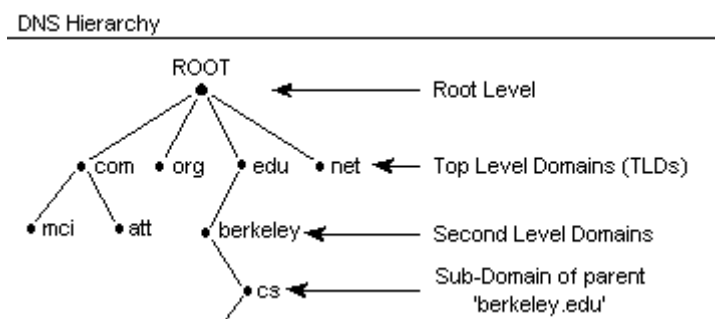 DNS Hierarchy
ROOT
Root Level
com org edu net
Top Level Domains (TLDs)
mci att berkeley
Second Level Domains
cs
Sub-Domain of parent
'berkeley.edu'